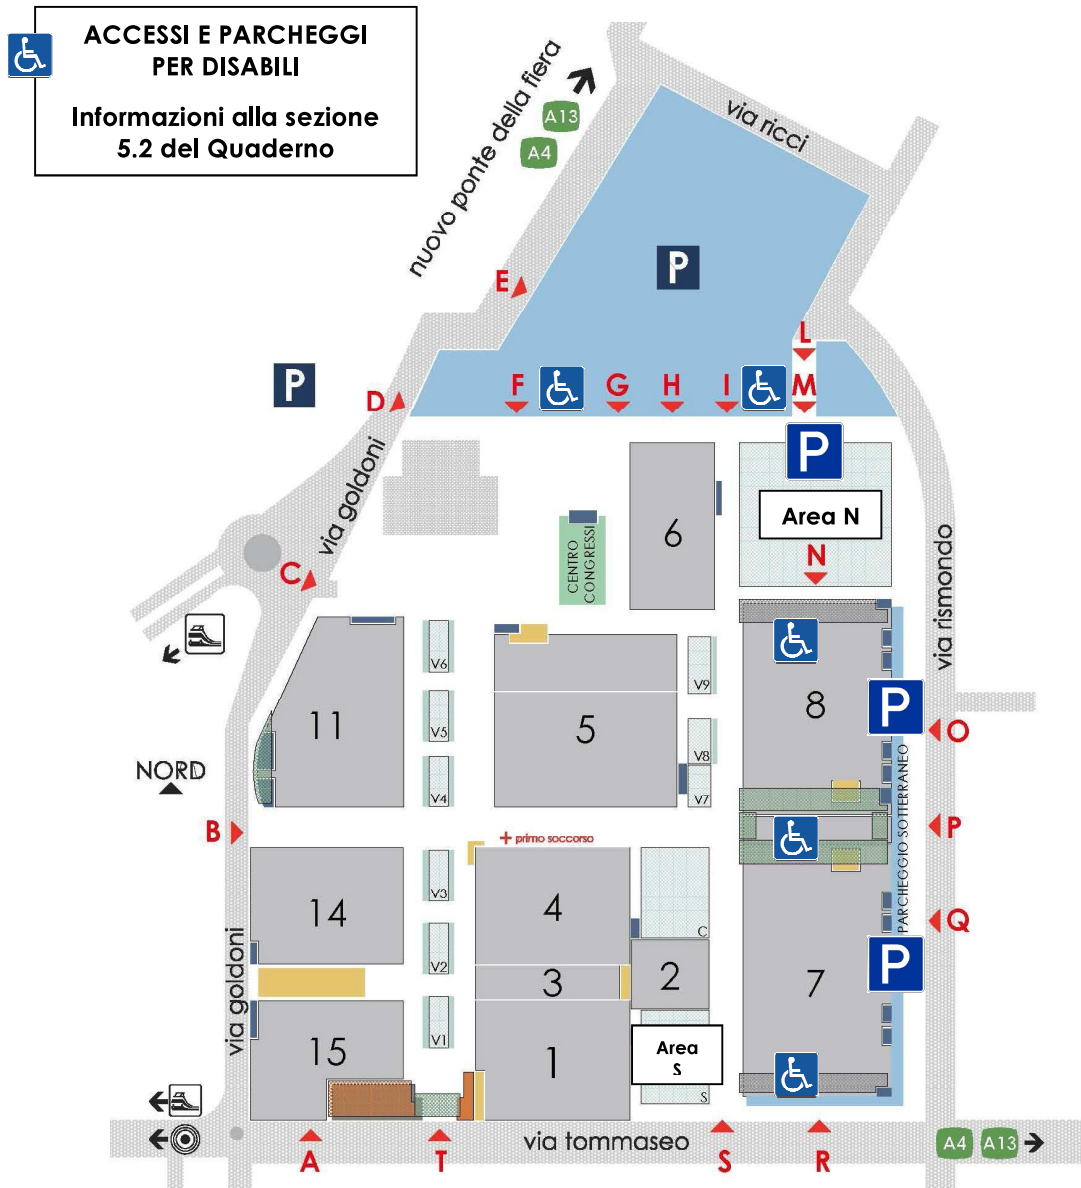 ACCESSI E PARCHEGGI
PER DISABILI
Informazioni alla sezione
5.2 del Quaderno
nuovo ponte della fiera
A13
A4
via ricci
P
E
L
P
D
F
G
H
I
M
via goldoni
P
Area N
N
6
CENTRO
CONGRESSI
C
via rismondo
V6
V9
11
V5
5
V8
8
P
O
NORD
V4
V7
PARCHEGGIO SOTTERRANEO
B
+ primo soccorso
P
14
V3
4
C
Q
via goldoni
V2
3
2
7
P
15
V1
1
Area
S
S
via tommaseo
A
T
S
R
A4
A13